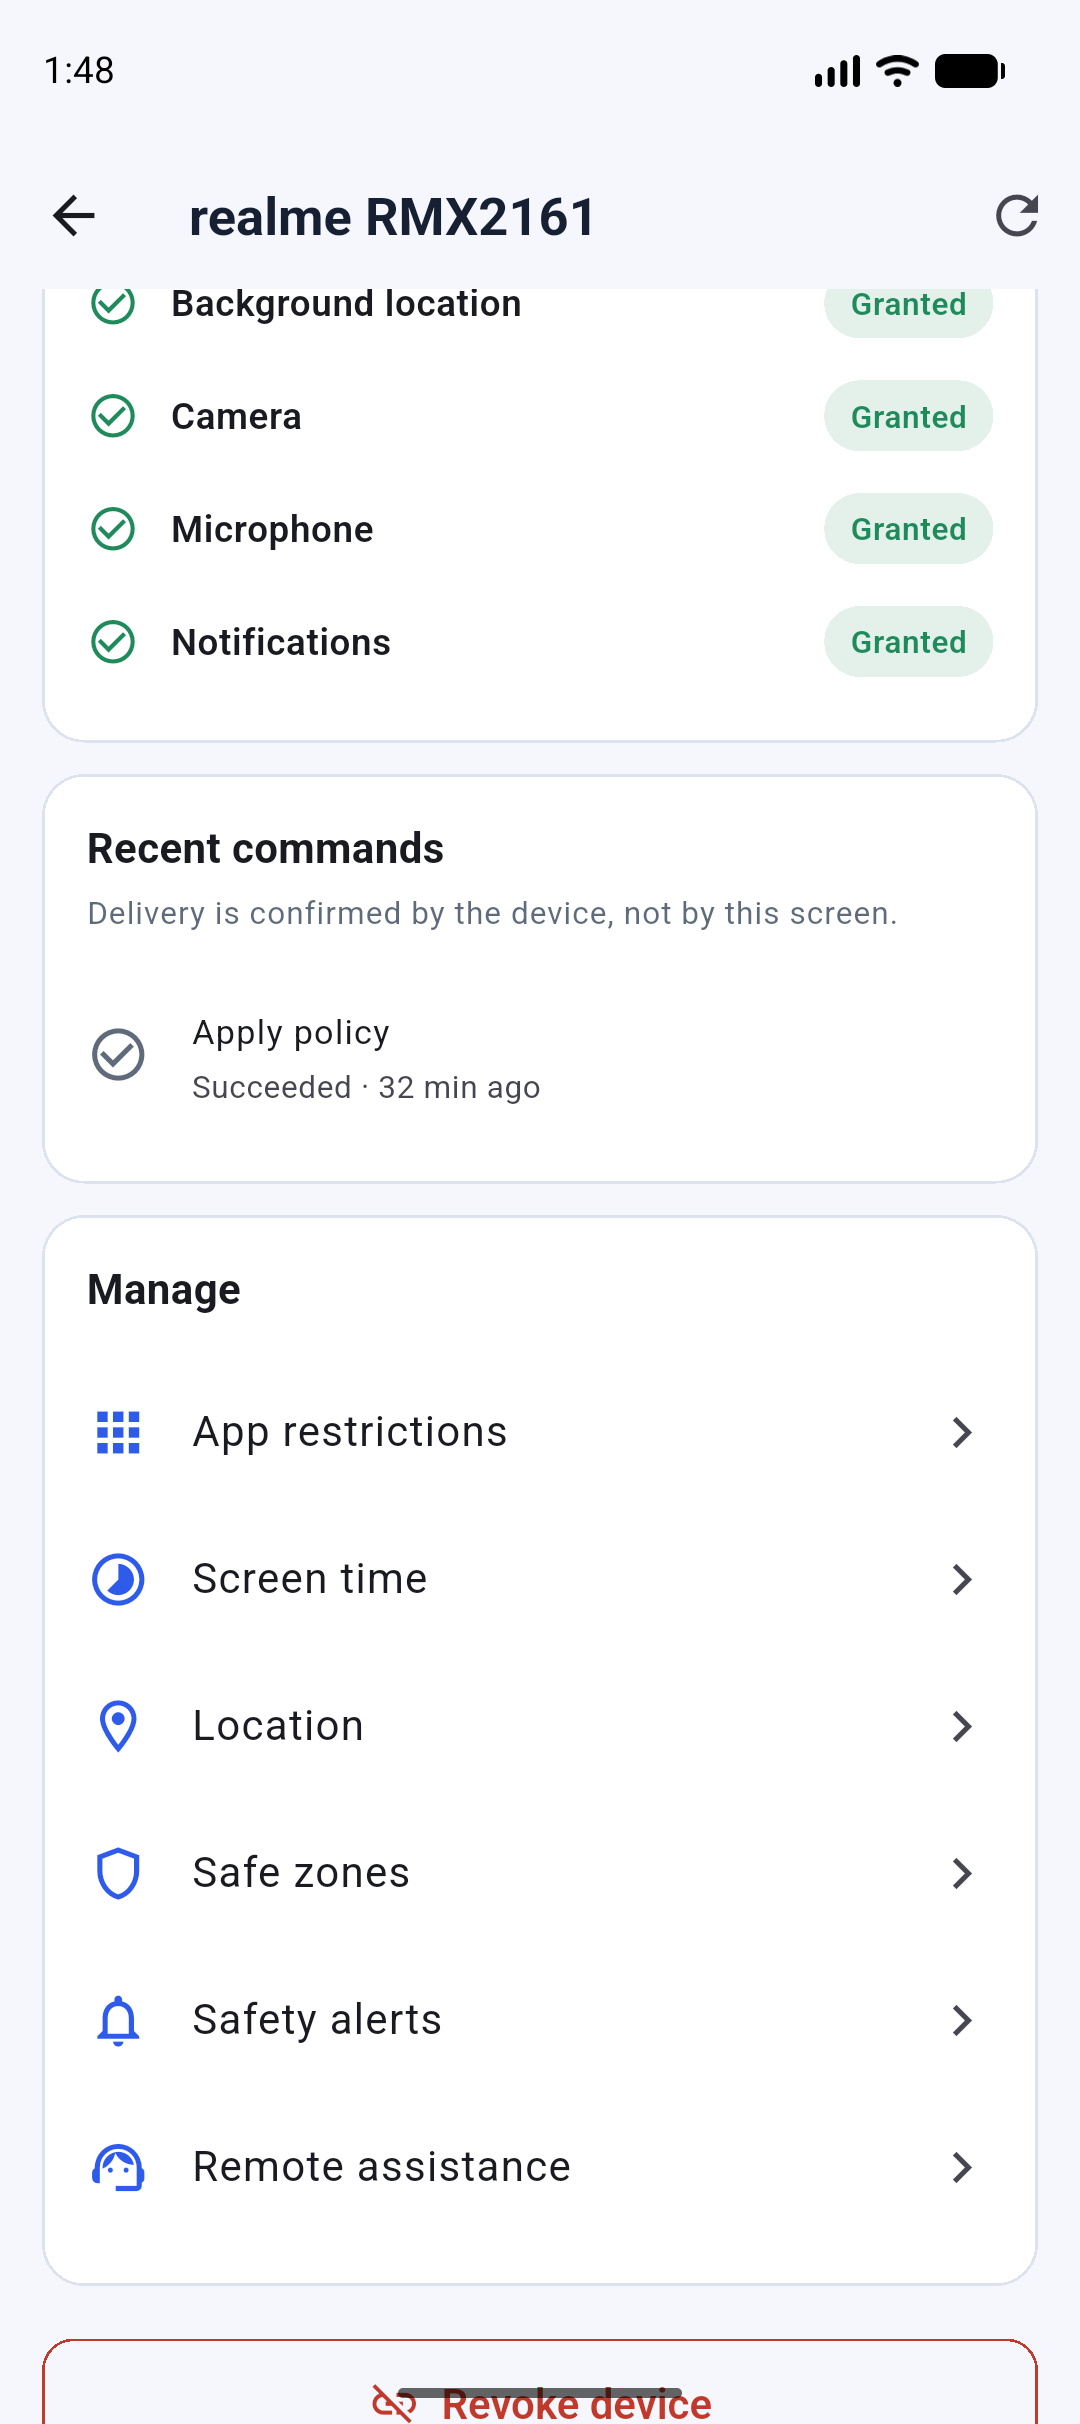 1:48
realme RMX2161
Background location
Granted
Camera
Granted
Microphone
Granted
Notifications
Granted
Recent commands
Delivery is confirmed by the device, not by this screen.
Apply policy
Succeeded · 32 min ago
Manage
App restrictions
Screen time
Location
Safe zones
Safety alerts
Remote assistance
Revoke device